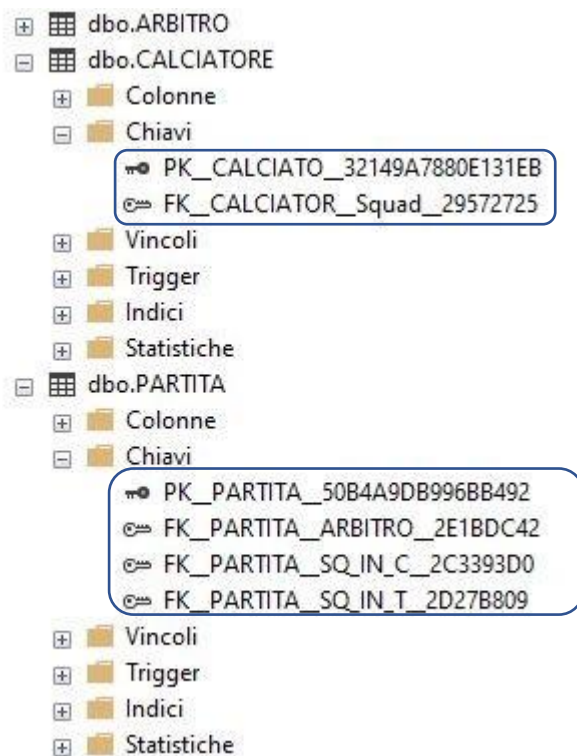 dbo.ARBITRO
dbo.CALCIATORE
Colonne
Chiavi
PK__CALCIATO__32149A7880E131EB
FK__CALCIATOR__Squad__29572725
Vincoli
Trigger
Indici
Statistiche
dbo.PARTITA
Colonne
Chiavi
PK__PARTITA__50B4A9DB996BB492
FK__PARTITA__ARBITRO__2E1BDC42
FK__PARTITA__SQ_IN_C__2C3393D0
FK__PARTITA__SQ_IN_T__2D27B809
Vincoli
Trigger
Indici
Statistiche